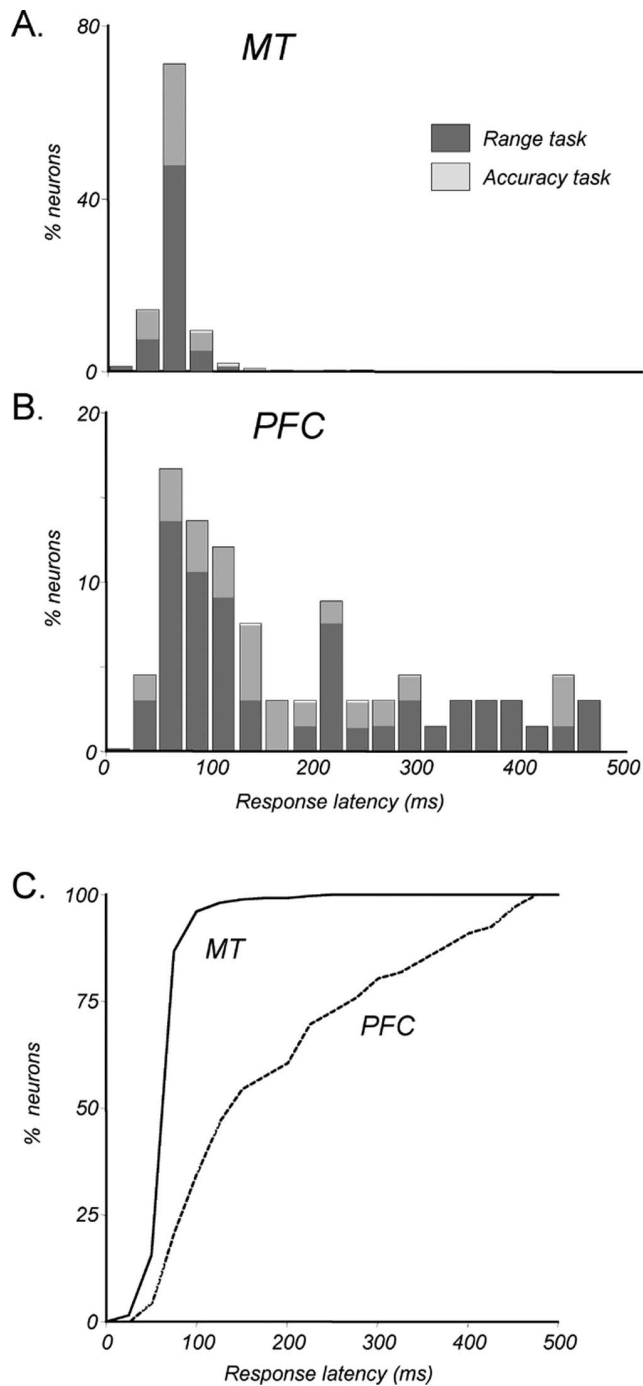 A.
MT
80
40
0
% neurons
Range task
Accuracy task
B.
PFC
20
10
0
% neurons
0 100 200 300 400 500
Response latency (ms)
C.
100
75
50
25
0
% neurons
MT
PFC
0 100 200 300 400 500
Response latency (ms)